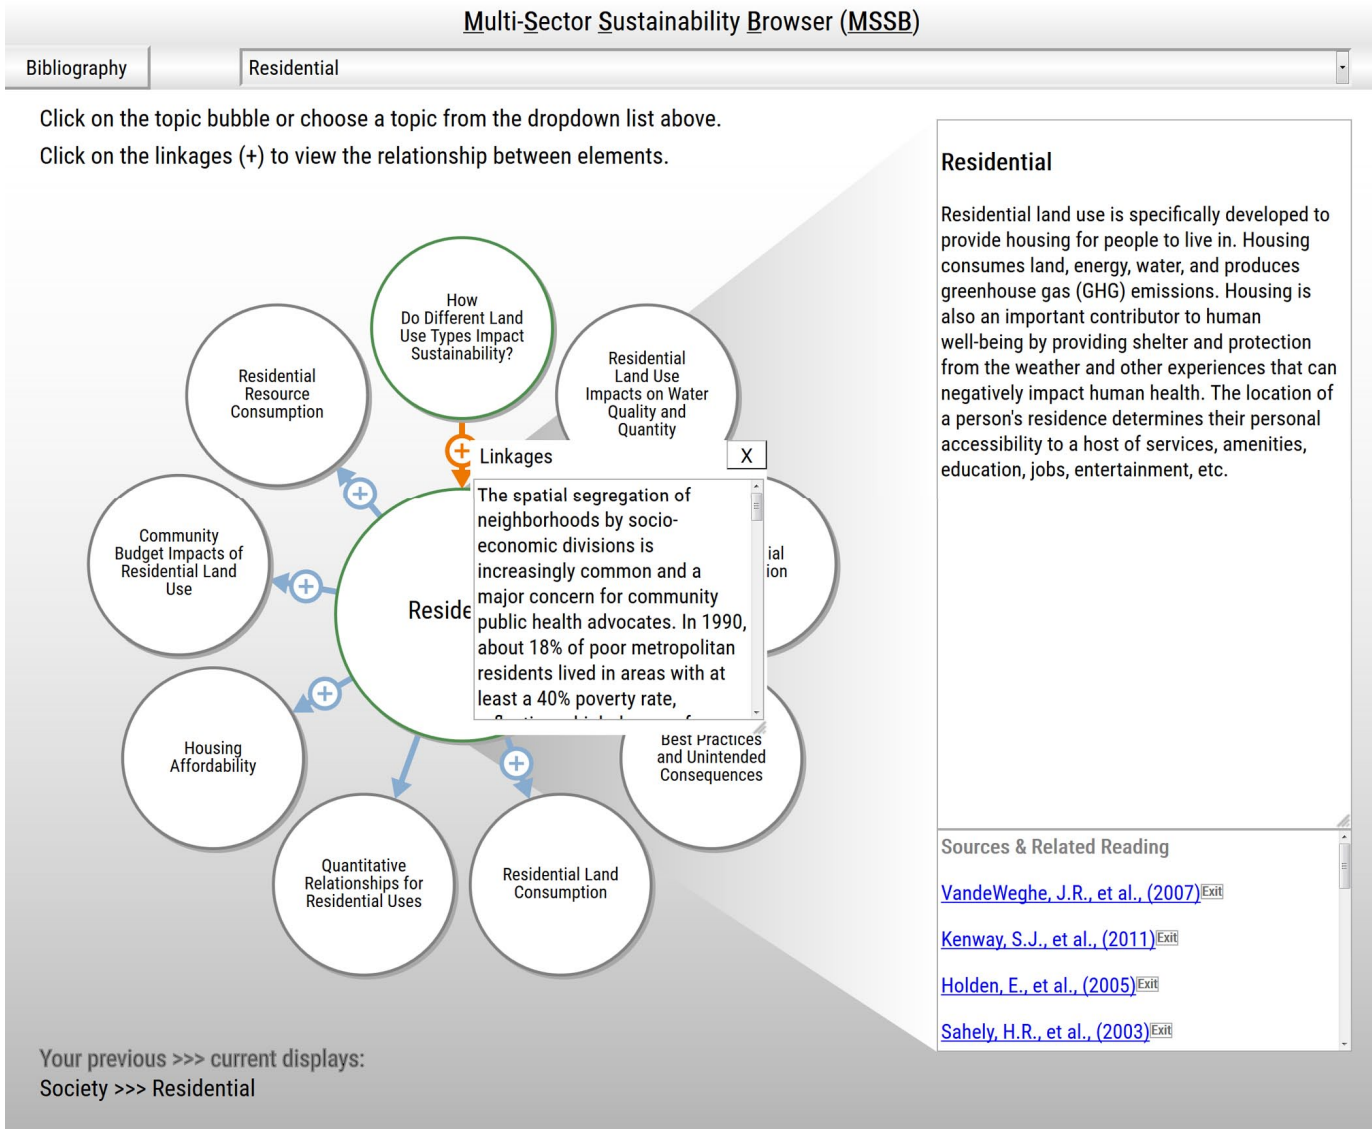 Multi-Sector Sustainability Browser (MSSB)
Bibliography
Residential
Click on the topic bubble or choose a topic from the dropdown list above.
Click on the linkages (+) to view the relationship between elements.
How
Do Different Land
Use Types Impact
Sustainability?
Residential
Land Use
Impacts on Water
Quality and
Quantity
Residential
Resource
Consumption
Community
Budget Impacts of
Residential Land
Use
Housing
Affordability
Quantitative
Relationships for
Residential Uses
Residential Land
Consumption
Best Practices
and Unintended
Consequences
ial
ion
Reside
Linkages
X
The spatial segregation of
neighborhoods by socio-
economic divisions is
increasingly common and a
major concern for community
public health advocates. In 1990,
about 18% of poor metropolitan
residents lived in areas with at
least a 40% poverty rate,
Residential
Residential land use is specifically developed to
provide housing for people to live in. Housing
consumes land, energy, water, and produces
greenhouse gas (GHG) emissions. Housing is
also an important contributor to human
well-being by providing shelter and protection
from the weather and other experiences that can
negatively impact human health. The location of
a person's residence determines their personal
accessibility to a host of services, amenities,
education, jobs, entertainment, etc.
Sources & Related Reading
VandeWeghe, J.R., et al., (2007) Exit
Kenway, S.J., et al., (2011) Exit
Holden, E., et al., (2005) Exit
Sahely, H.R., et al., (2003) Exit
Your previous >>> current displays:
Society >>> Residential